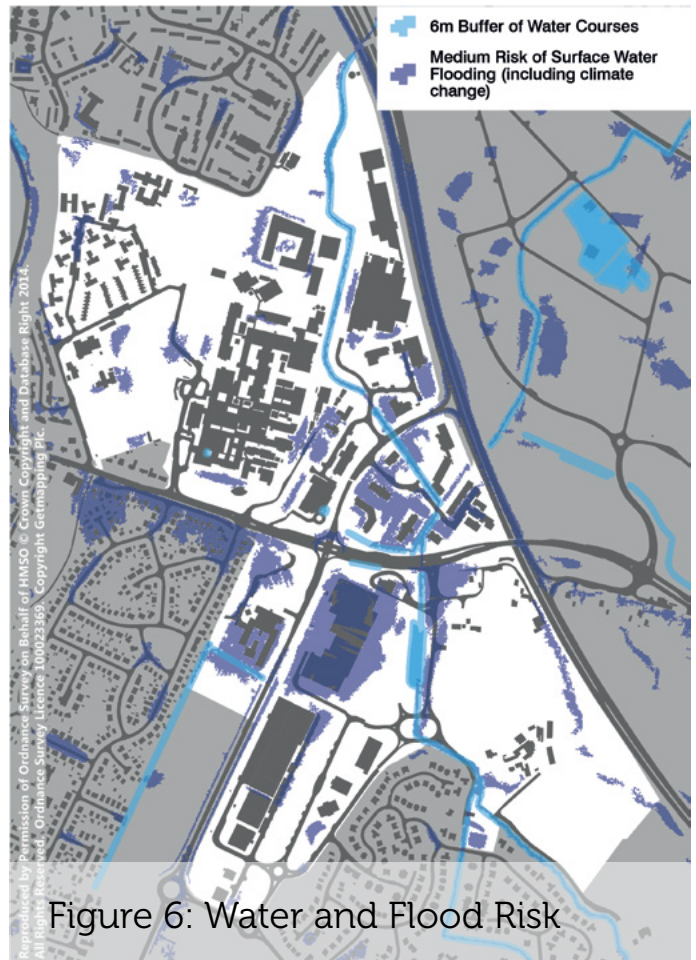 6m Buffer of Water Courses
Medium Risk of Surface Water
Flooding (including climate
change)
Reproduced by Permission of Ordnance Survey on Behalf of HMSO © Crown Copyright and Database Right 2014.
All Rights Reserved. Ordnance Survey Licence 100023369. Copyright Getmapping Plc.
Figure 6: Water and Flood Risk